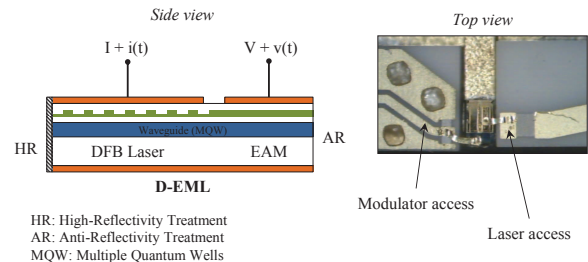 Side view
Top view
I + i(t)
V + v(t)
Waveguide (MQW)
HR
DFB Laser
EAM
AR
D-EML
Modulator access
Laser access
HR: High-Reflectivity Treatment
AR: Anti-Reflectivity Treatment
MQW: Multiple Quantum Wells